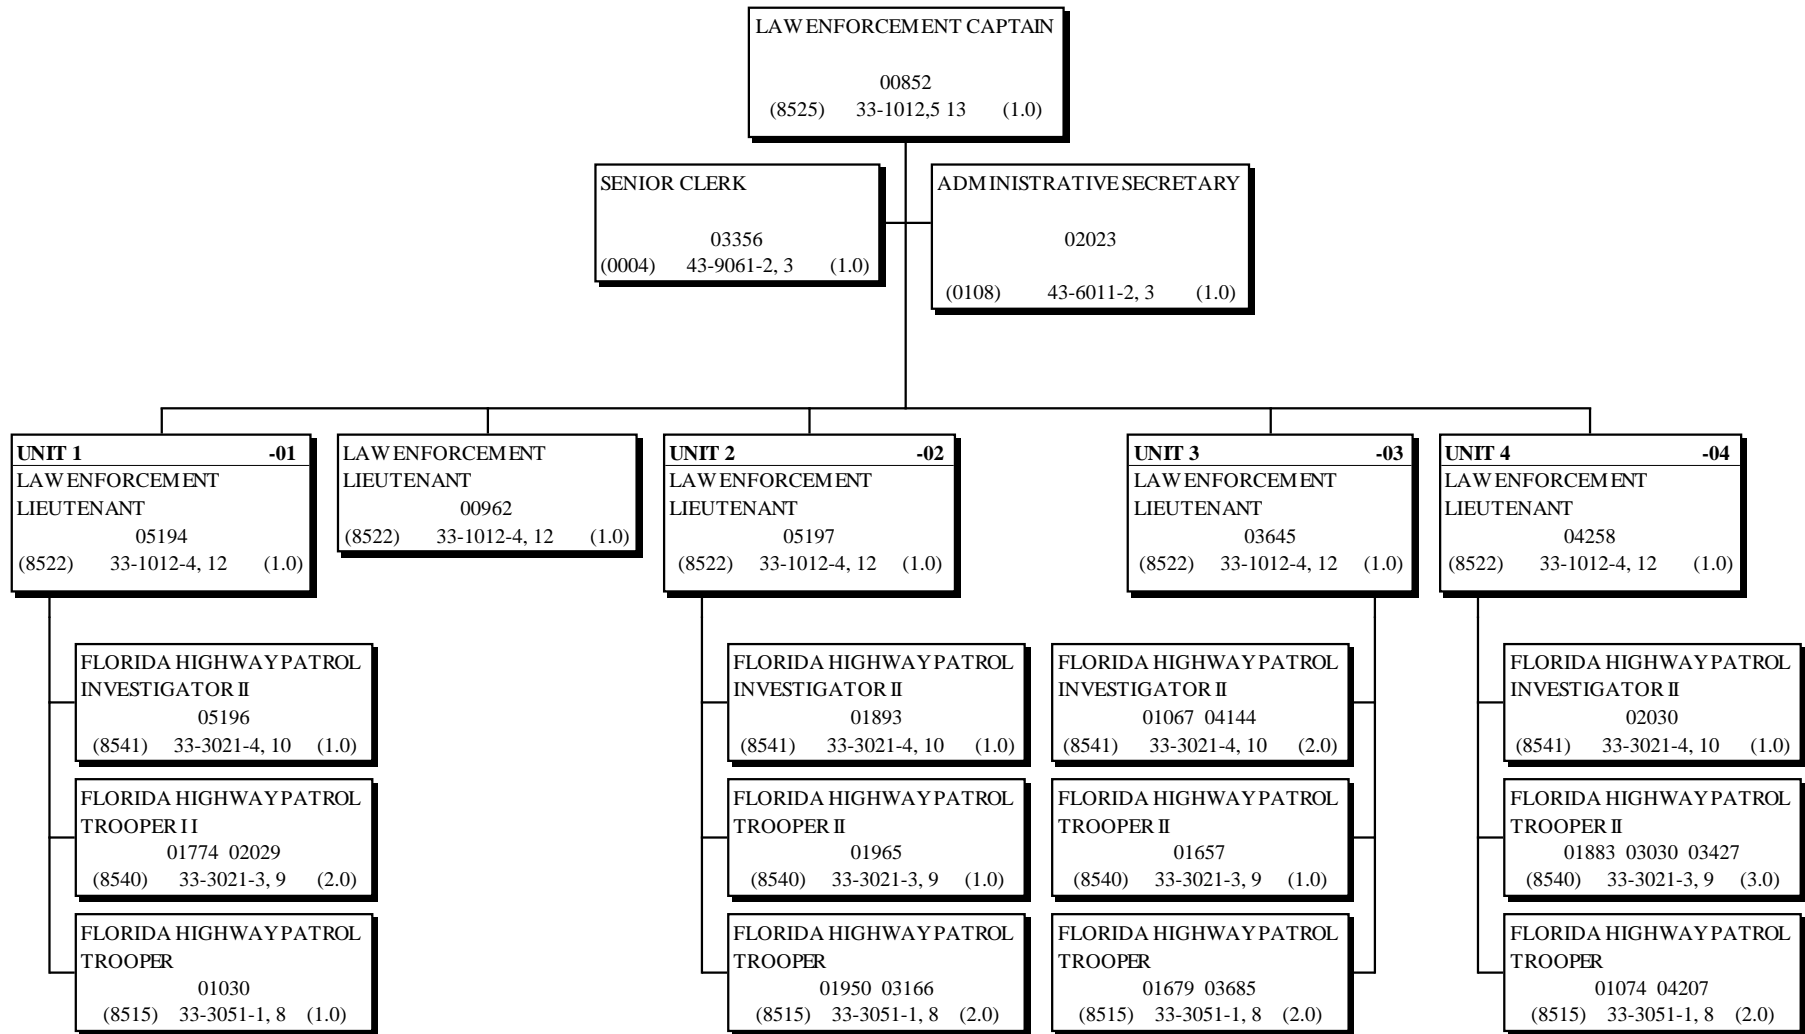 LAW ENFORCEMENT CAPTAIN
00852
(8525) 33-1012,5 13 (1.0)
SENIOR CLERK
03356
(0004) 43-9061-2, 3 (1.0)
ADMINISTRATIVE SECRETARY
02023
(0108) 43-6011-2, 3 (1.0)
UNIT 1 -01
LAW ENFORCEMENT
LIEUTENANT
05194
(8522) 33-1012-4, 12 (1.0)
LAW ENFORCEMENT
LIEUTENANT
00962
(8522) 33-1012-4, 12 (1.0)
UNIT 2 -02
LAW ENFORCEMENT
LIEUTENANT
05197
(8522) 33-1012-4, 12 (1.0)
UNIT 3 -03
LAW ENFORCEMENT
LIEUTENANT
03645
(8522) 33-1012-4, 12 (1.0)
UNIT 4 -04
LAW ENFORCEMENT
LIEUTENANT
04258
(8522) 33-1012-4, 12 (1.0)
FLORIDA HIGHWAY PATROL
INVESTIGATOR II
05196
(8541) 33-3021-4, 10 (1.0)
FLORIDA HIGHWAY PATROL
TROOPER I I
01774 02029
(8540) 33-3021-3, 9 (2.0)
FLORIDA HIGHWAY PATROL
TROOPER
01030
(8515) 33-3051-1, 8 (1.0)
FLORIDA HIGHWAY PATROL
INVESTIGATOR II
01893
(8541) 33-3021-4, 10 (1.0)
FLORIDA HIGHWAY PATROL
TROOPER II
01965
(8540) 33-3021-3, 9 (1.0)
FLORIDA HIGHWAY PATROL
TROOPER
01950 03166
(8515) 33-3051-1, 8 (2.0)
FLORIDA HIGHWAY PATROL
INVESTIGATOR II
01067 04144
(8541) 33-3021-4, 10 (2.0)
FLORIDA HIGHWAY PATROL
TROOPER II
01657
(8540) 33-3021-3, 9 (1.0)
FLORIDA HIGHWAY PATROL
TROOPER
01679 03685
(8515) 33-3051-1, 8 (2.0)
FLORIDA HIGHWAY PATROL
INVESTIGATOR II
02030
(8541) 33-3021-4, 10 (1.0)
FLORIDA HIGHWAY PATROL
TROOPER II
01883 03030 03427
(8540) 33-3021-3, 9 (3.0)
FLORIDA HIGHWAY PATROL
TROOPER
01074 04207
(8515) 33-3051-1, 8 (2.0)